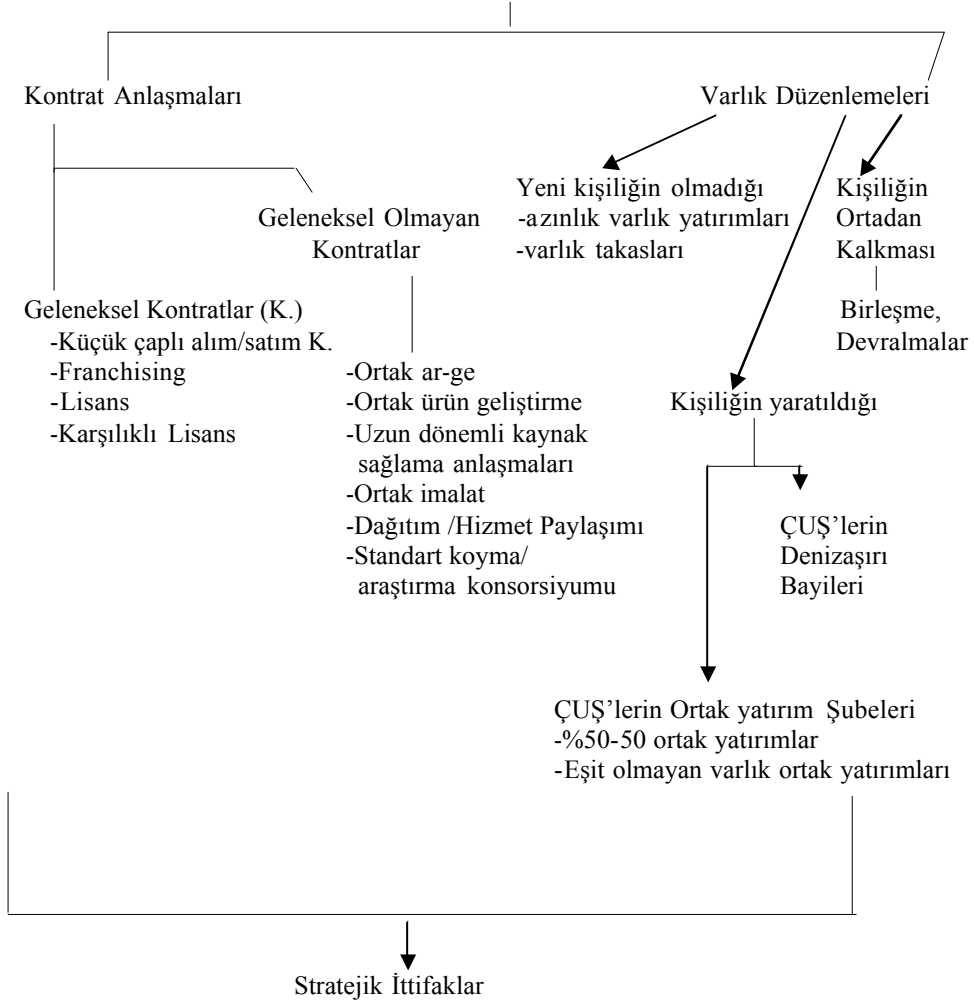 Kontrat Anlaşmaları
Varlık Düzenlemeleri
Geleneksel Olmayan
Kontratlar
Yeni kişiliğin olmadığı
-azınlık varlık yatırımları
-varlık takasları
Kişiliğin
Ortadan
Kalkması
Birleşme,
Devralmalar
Geleneksel Kontratlar (K.)
-Küçük çaplı alım/satım K.
-Franchising
-Lisans
-Karşılıklı Lisans
-Ortak ar-ge
-Ortak ürün geliştirme
-Uzun dönemli kaynak
sağlama anlaşmaları
-Ortak imalat
-Dağıtım /Hizmet Paylaşımı
-Standart koyma/
araştırma konsorsiyumu
Kişiliğin yaratıldığı
ÇUŞ’lerin
Denizaşırı
Bayileri
ÇUŞ’lerin Ortak yatırım Şubeleri
-%50-50 ortak yatırımlar
-Eşit olmayan varlık ortak yatırımları
Stratejik İttifaklar